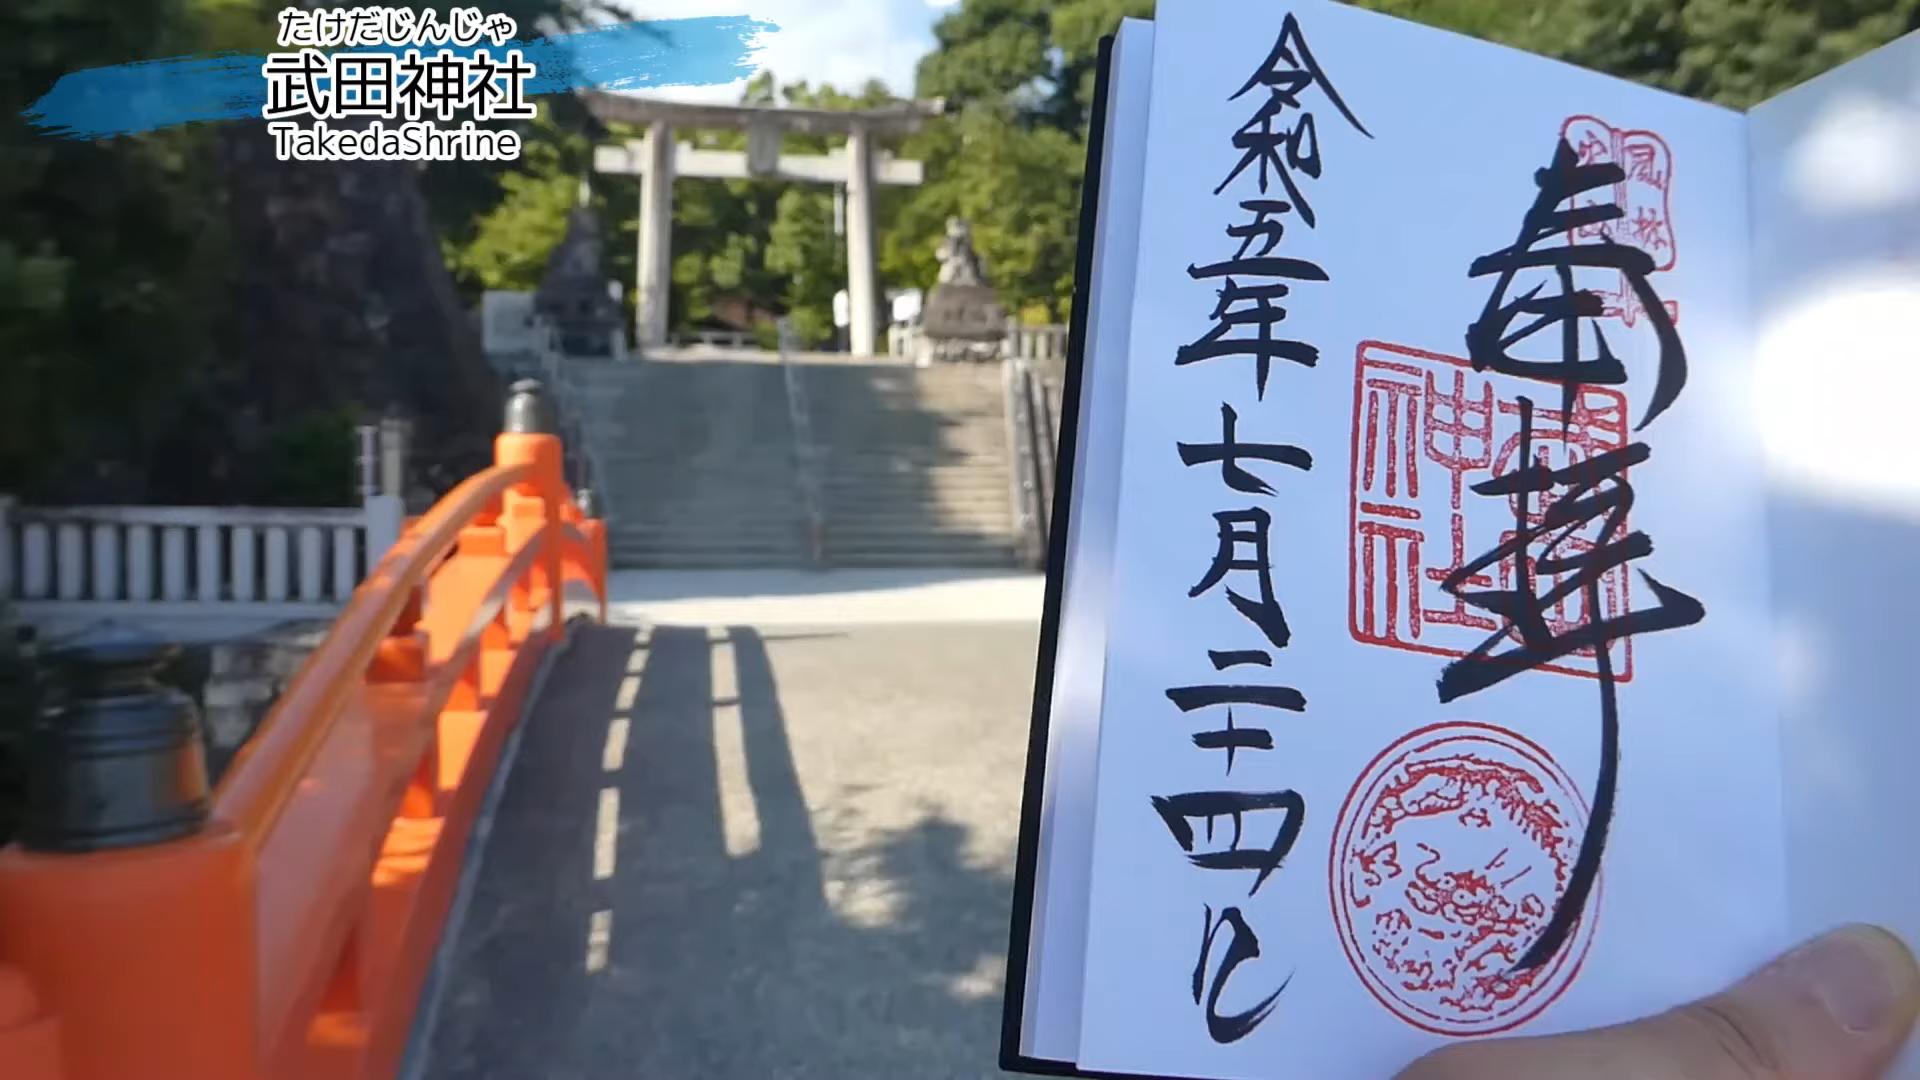 たけだじんじゃ
武田神社
TakedaShrine
奉拝
武田神社
令和五年七月二十四日